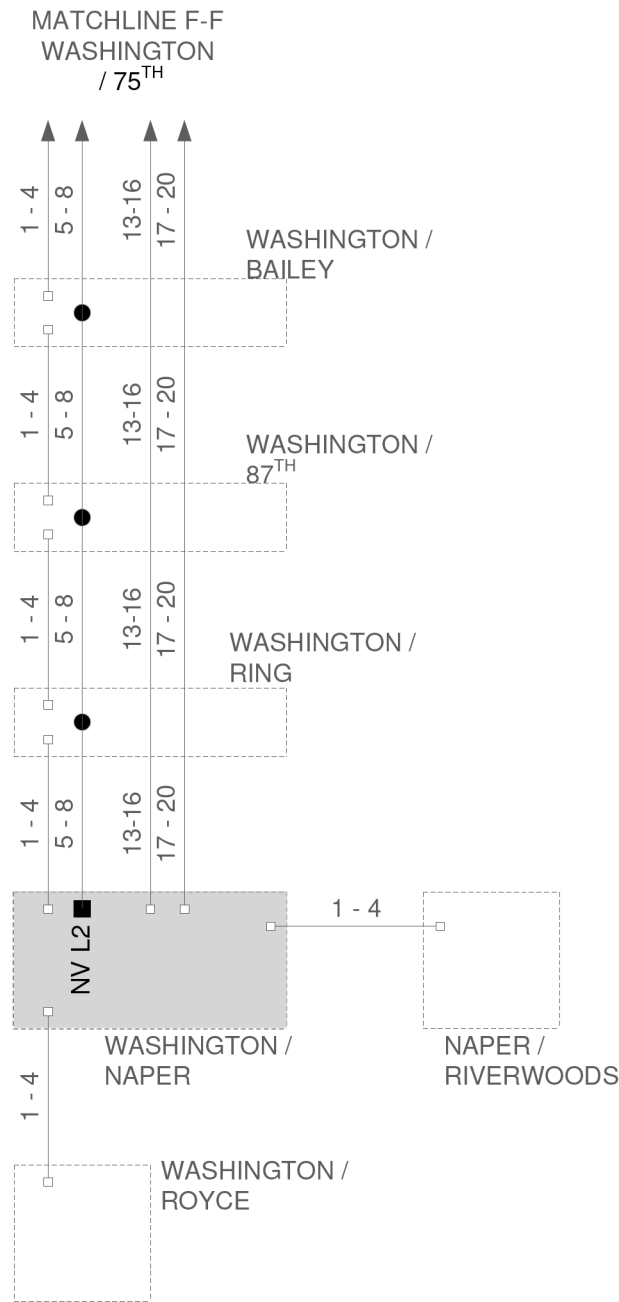 MATCHLINE F-F
WASHINGTON
/ 75TH
1 - 4
5 - 8
13-16
17 - 20
WASHINGTON /
BAILEY
1 - 4
5 - 8
13-16
17 - 20
WASHINGTON /
87TH
1 - 4
5 - 8
13-16
17 - 20
WASHINGTON /
RING
1 - 4
5 - 8
13-16
17 - 20
NV L2
1 - 4
WASHINGTON /
NAPER
NAPER /
RIVERWOODS
1 - 4
WASHINGTON /
ROYCE